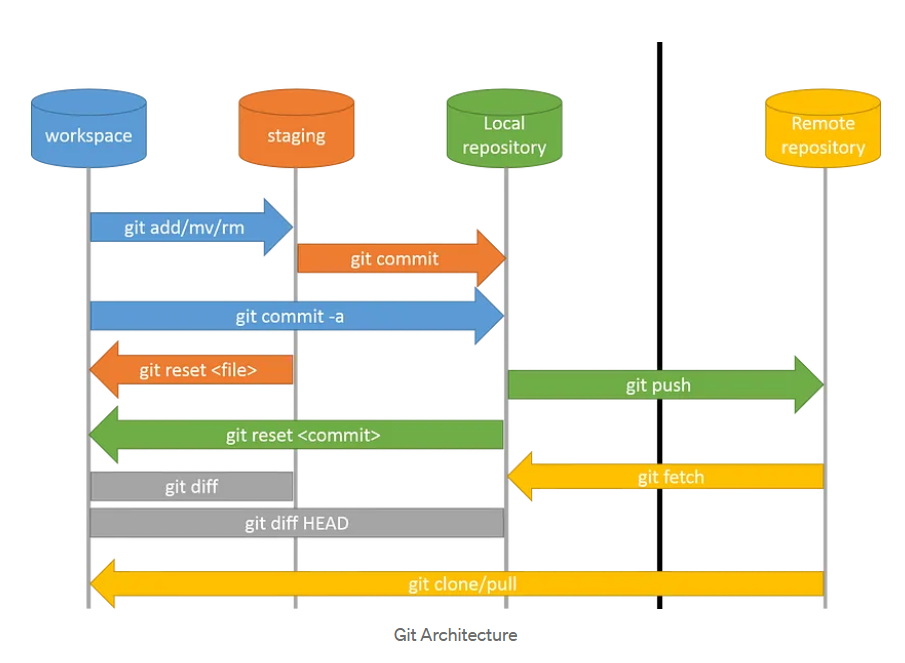 workspace
staging
Local
repository
Remote
repository
git add/mv/rm
git commit
git commit -a
git reset <file>
git push
git reset <commit>
git fetch
git diff
git diff HEAD
git clone/pull
Git Architecture